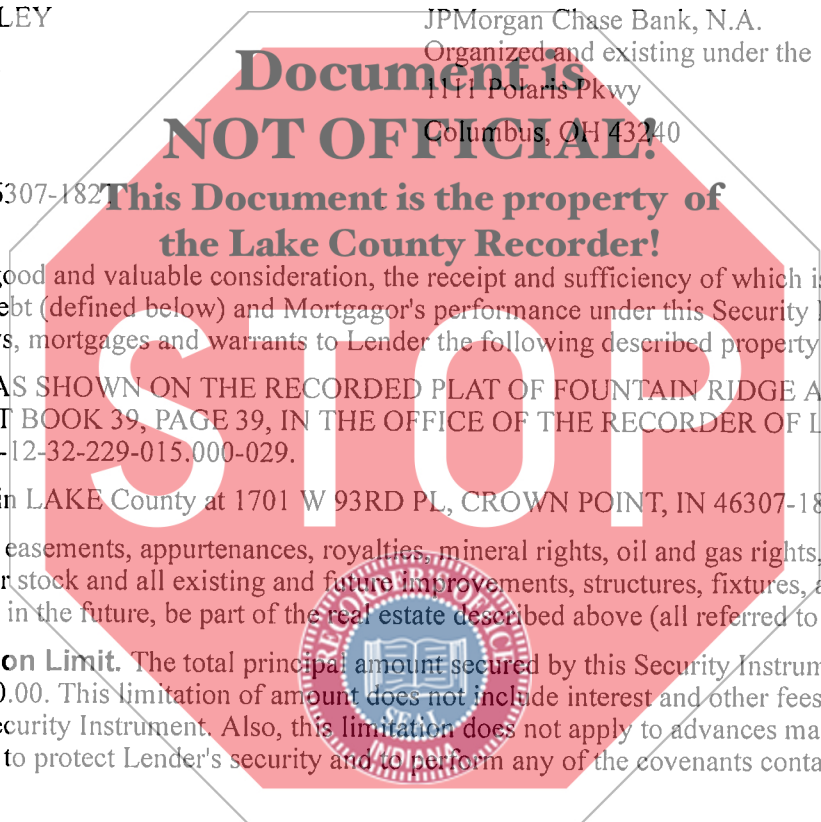 LEY
JPMorgan Chase Bank, N.A.
Organized and existing under the
Document is
1111 Polaris Pkwy
NOT OFFICIAL!
Columbus, OH 43240
307-182
This Document is the property of
the Lake County Recorder!
good and valuable consideration, the receipt and sufficiency of which is
ebt (defined below) and Mortgagor's performance under this Security
s, mortgages and warrants to Lender the following described property
AS SHOWN ON THE RECORDED PLAT OF FOUNTAIN RIDGE A
T BOOK 39, PAGE 39, IN THE OFFICE OF THE RECORDER OF L
-12-32-229-015.000-029.
STOP
in LAKE County at 1701 W 93RD PL, CROWN POINT, IN 46307-18
easements, appurtenances, royalties, mineral rights, oil and gas rights,
r stock and all existing and future improvements, structures, fixtures, a
in the future, be part of the real estate described above (all referred to
on Limit. The total principal amount secured by this Security Instrum
0.00. This limitation of amount does not include interest and other fees
ecurity Instrument. Also, this limitation does not apply to advances ma
to protect Lender's security and to perform any of the covenants conta
RECORDER'S OFFICE
SEAL
INDIANA